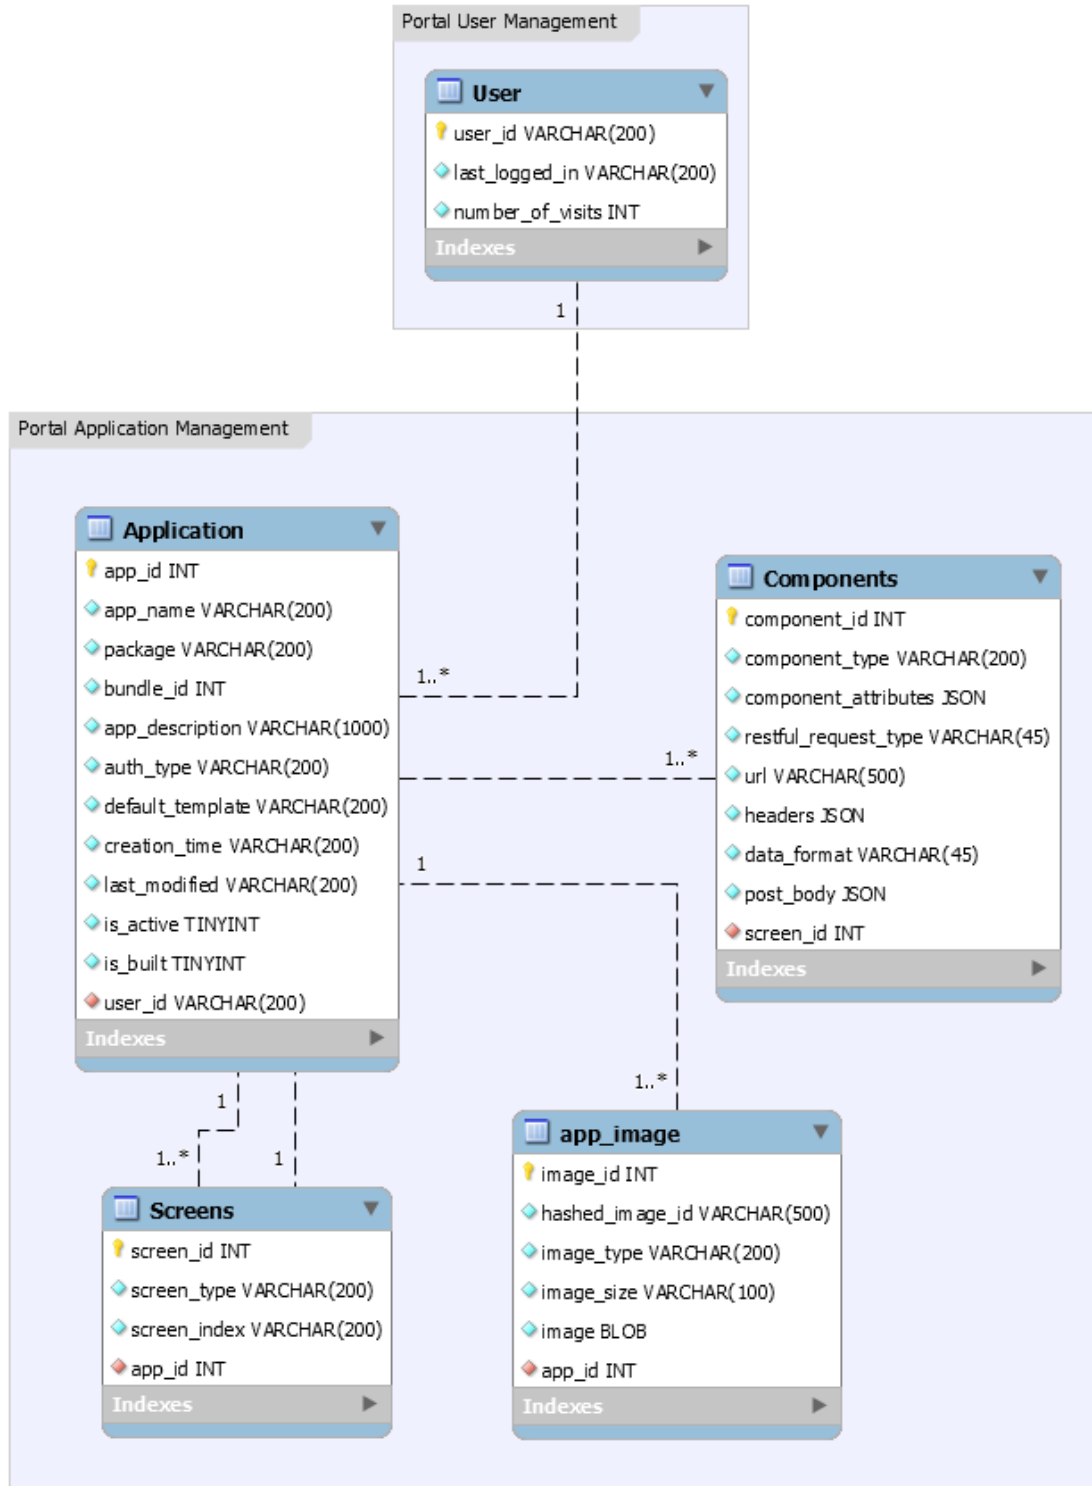 Portal User Management
User
user_id VARCHAR(200)
last_logged_in VARCHAR(200)
number_of_visits INT
Indexes
1
Portal Application Management
Application
app_id INT
app_name VARCHAR(200)
package VARCHAR(200)
bundle_id INT
app_description VARCHAR(1000)
auth_type VARCHAR(200)
default_template VARCHAR(200)
creation_time VARCHAR(200)
last_modified VARCHAR(200)
is_active TINYINT
is_built TINYINT
user_id VARCHAR(200)
Indexes
1..*
1..*
1
1..*
Components
component_id INT
component_type VARCHAR(200)
component_attributes JSON
restful_request_type VARCHAR(45)
url VARCHAR(500)
headers JSON
data_format VARCHAR(45)
post_body JSON
screen_id INT
Indexes
1
1..*
1
Screens
screen_id INT
screen_type VARCHAR(200)
screen_index VARCHAR(200)
app_id INT
Indexes
app_image
image_id INT
hashed_image_id VARCHAR(500)
image_type VARCHAR(200)
image_size VARCHAR(100)
image BLOB
app_id INT
Indexes